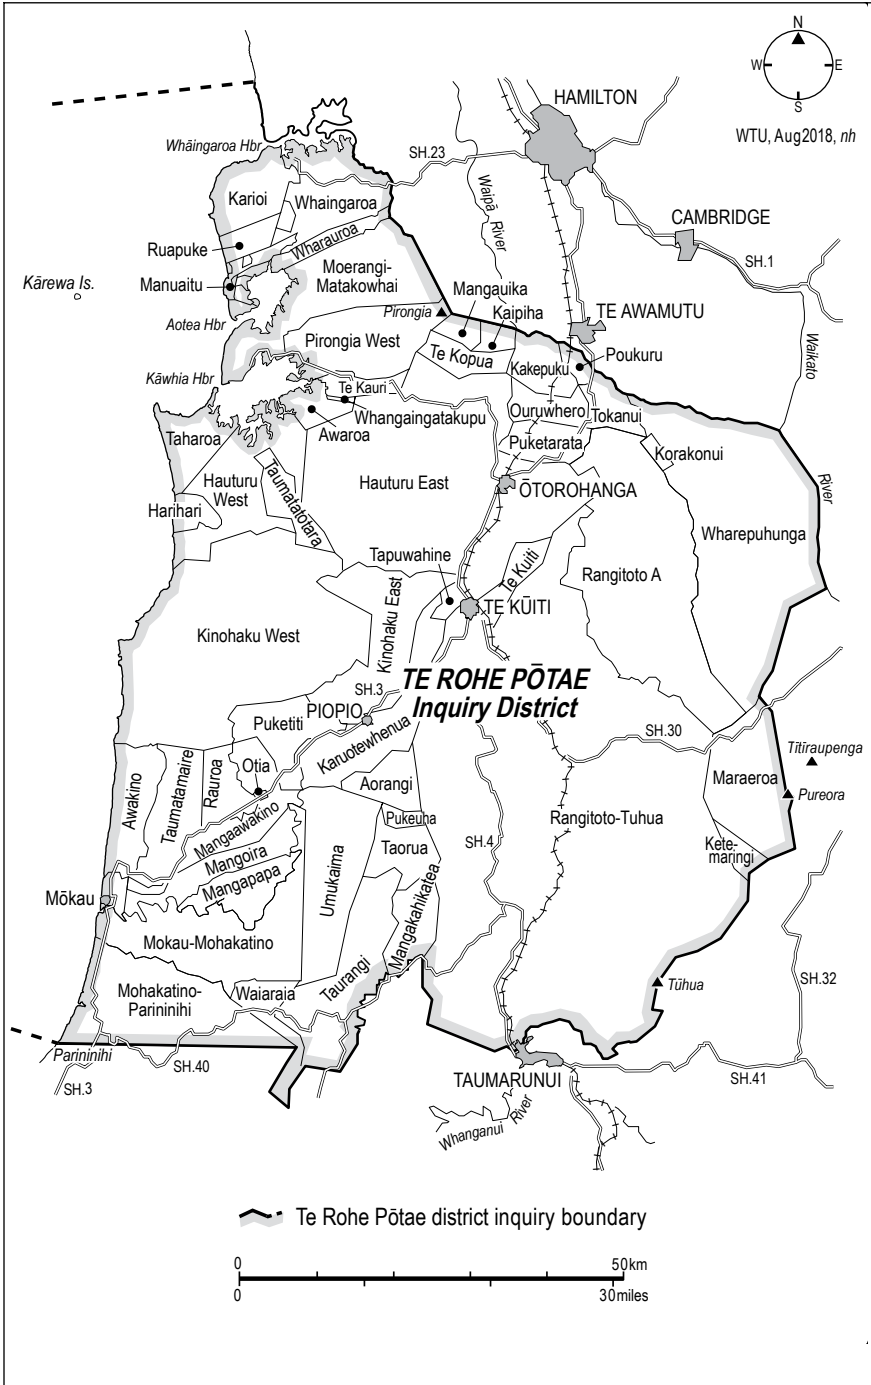 N
W
E
S
WTU, Aug2018, nh
HAMILTON
Whāingaroa Hbr
SH.23
Waipā River
Karioi
Whaingaroa
CAMBRIDGE
Ruapuke
Wharauroa
SH.1
Kārewa Is.
Manuaitu
Moerangi-
Matakowhai
Mangauika
Pirongia
Kaipiha
TE AWAMUTU
Aotea Hbr
Pirongia West
Te Kopua
Waikato
River
Kāwhia Hbr
Kakepuku
Poukuru
Te Kauri
Whangaingatakupu
Ouruwhero
Tokanui
Awaroa
Taharoa
Puketarata
Korakonui
Hauturu
West
Taumatatotara
Hauturu East
ŌTOROHANGA
Harihari
Wharepuhunga
Tapuwahine
Te Kuiti
Rangitoto A
TE KŪITI
Kinohaku West
Kinohaku East
TE ROHE PŌTAE
Inquiry District
SH.3
PIOPIO
Puketiti
Karuotewhenua
SH.30
Titiraupenga
Otia
Awakino
Taumatamaire
Rauroa
Aorangi
Maraeroa
Pureora
Mangaawakino
Pukeuha
Rangitoto-Tuhua
Mangoira
Taorua
SH.4
Kete-
maringi
Mangapapa
Umukaima
Mōkau
Mangakahikatea
Mokau-Mohakatino
Taurangi
Mohakatino-
Parininihi
Waiaraia
Tūhua
SH.32
Parininihi
SH.40
SH.3
TAUMARUNUI
SH.41
Whanganui River
Te Rohe Pōtae district inquiry boundary
0
50km
0
30miles